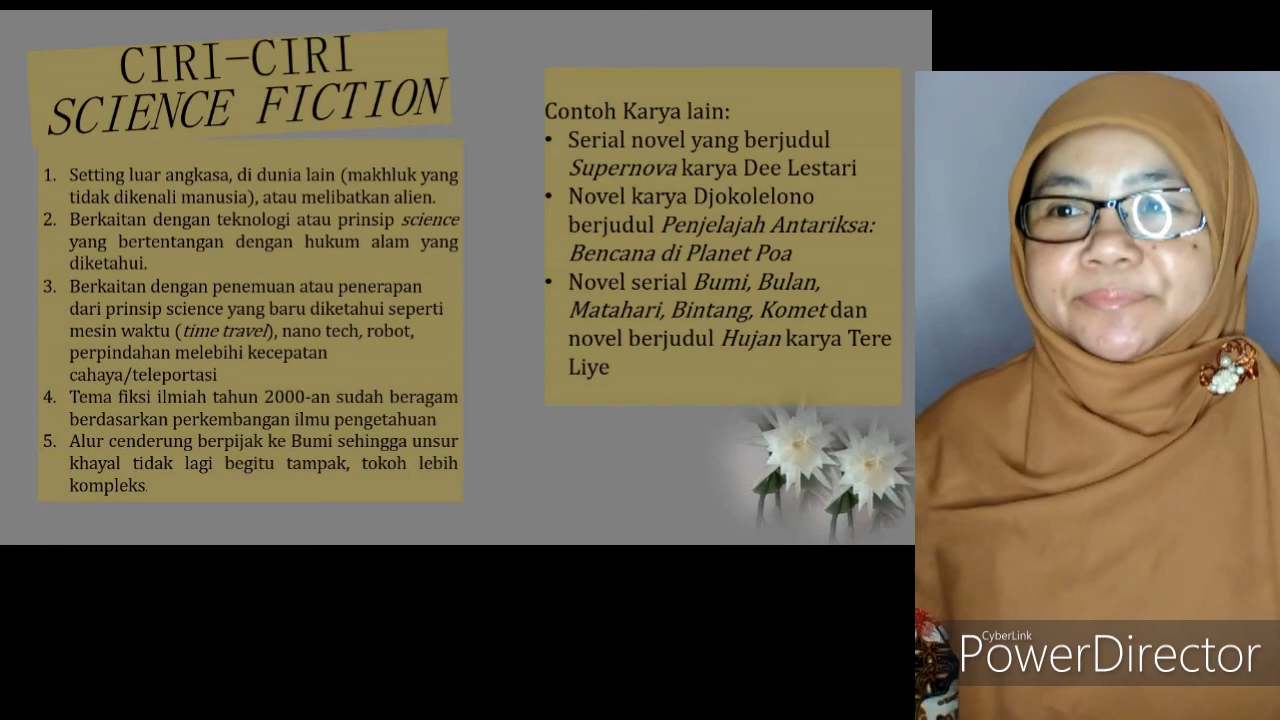 CIRI-CIRI
SCIENCE FICTION
1. Setting luar angkasa, di dunia lain (makhluk yang
tidak dikenali manusia), atau melibatkan alien.
2. Berkaitan dengan teknologi atau prinsip science
yang bertentangan dengan hukum alam yang
diketahui.
3. Berkaitan dengan penemuan atau penerapan
dari prinsip science yang baru diketahui seperti
mesin waktu (time travel), nano tech, robot,
perpindahan melebihi kecepatan
cahaya/teleportasi
4. Tema fiksi ilmiah tahun 2000-an sudah beragam
berdasarkan perkembangan ilmu pengetahuan
5. Alur cenderung berpijak ke Bumi sehingga unsur
khayal tidak lagi begitu tampak, tokoh lebih
kompleks.
Contoh Karya lain:
• Serial novel yang berjudul
Supernova karya Dee Lestari
• Novel karya Djokolelono
berjudul Penjelajah Antariksa:
Bencana di Planet Poa
• Novel serial Bumi, Bulan,
Matahari, Bintang, Komet dan
novel berjudul Hujan karya Tere
Liye
CyberLink
PowerDirector